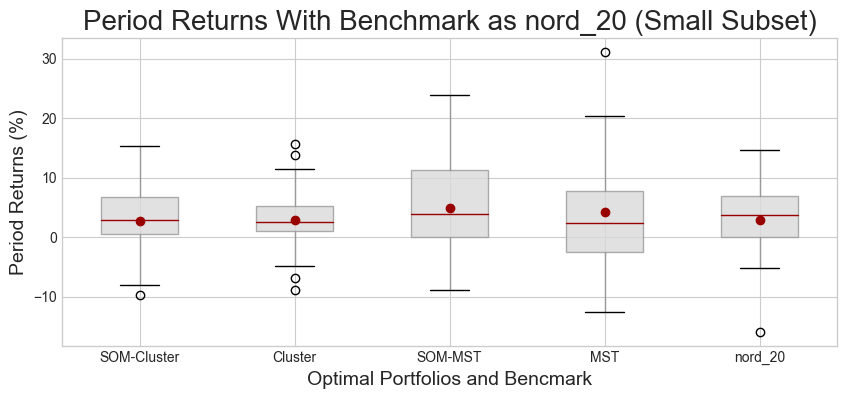 Period Returns With Benchmark as nord_20 (Small Subset)
Period Returns (%)
30
20
10
0
−10
SOM-Cluster Cluster SOM-MST MST nord_20
Optimal Portfolios and Bencmark